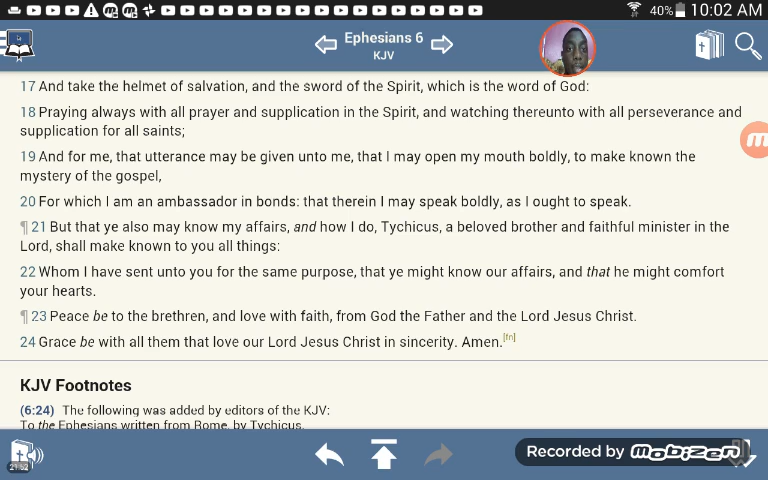 40% 10:02 AM
Ephesians 6
KJV
17 And take the helmet of salvation, and the sword of the Spirit, which is the word of God:
18 Praying always with all prayer and supplication in the Spirit, and watching thereunto with all perseverance and
supplication for all saints;
19 And for me, that utterance may be given unto me, that I may open my mouth boldly, to make known the
mystery of the gospel,
20 For which I am an ambassador in bonds: that therein I may speak boldly, as I ought to speak.
¶ 21 But that ye also may know my affairs, and how I do, Tychicus, a beloved brother and faithful minister in the
Lord, shall make known to you all things:
22 Whom I have sent unto you for the same purpose, that ye might know our affairs, and that he might comfort
your hearts.
¶ 23 Peace be to the brethren, and love with faith, from God the Father and the Lord Jesus Christ.
24 Grace be with all them that love our Lord Jesus Christ in sincerity. Amen.[fn]
KJV Footnotes
(6:24) The following was added by editors of the KJV:
To the Ephesians written from Rome, by Tychicus.
21:52
Recorded by mobizen